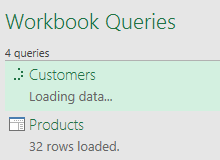 Workbook Queries
4 queries
Customers
Loading data...
Products
32 rows loaded.